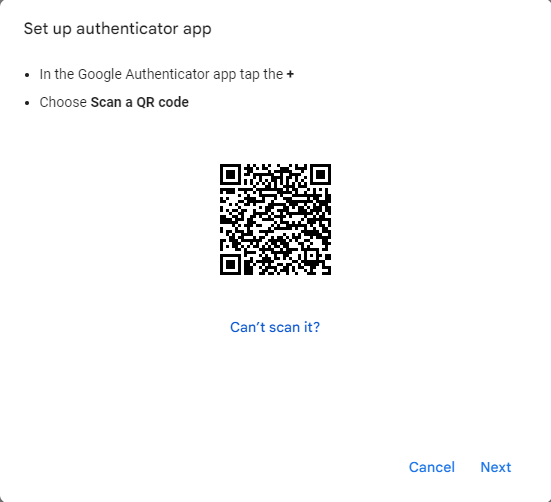 Set up authenticator app
• In the Google Authenticator app tap the +
• Choose Scan a QR code
Can’t scan it?
Cancel Next